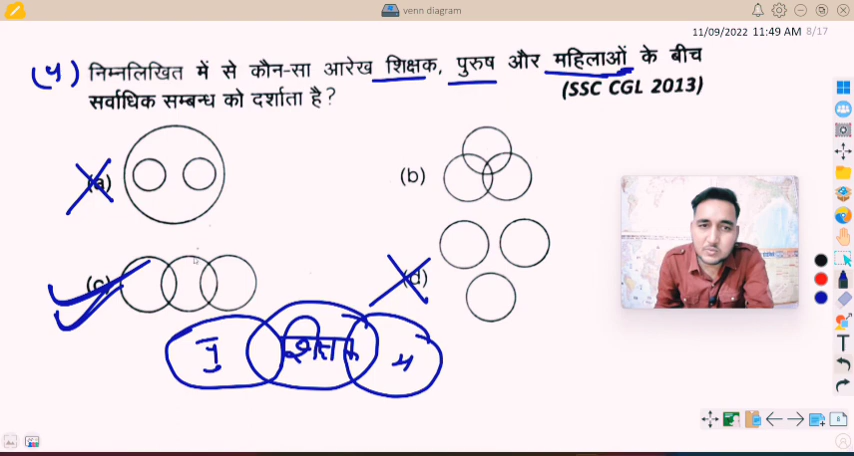 venn diagram
11/09/2022 11:49 AM 8/17
(५) निम्नलिखित में से कौन-सा आरेख शिक्षक, पुरुष और महिलाओं के बीच
सर्वाधिक सम्बन्ध को दर्शाता है?
(SSC CGL 2013)
(a)
(b)
(c)
(d)
पु शिक्षक म
T
8